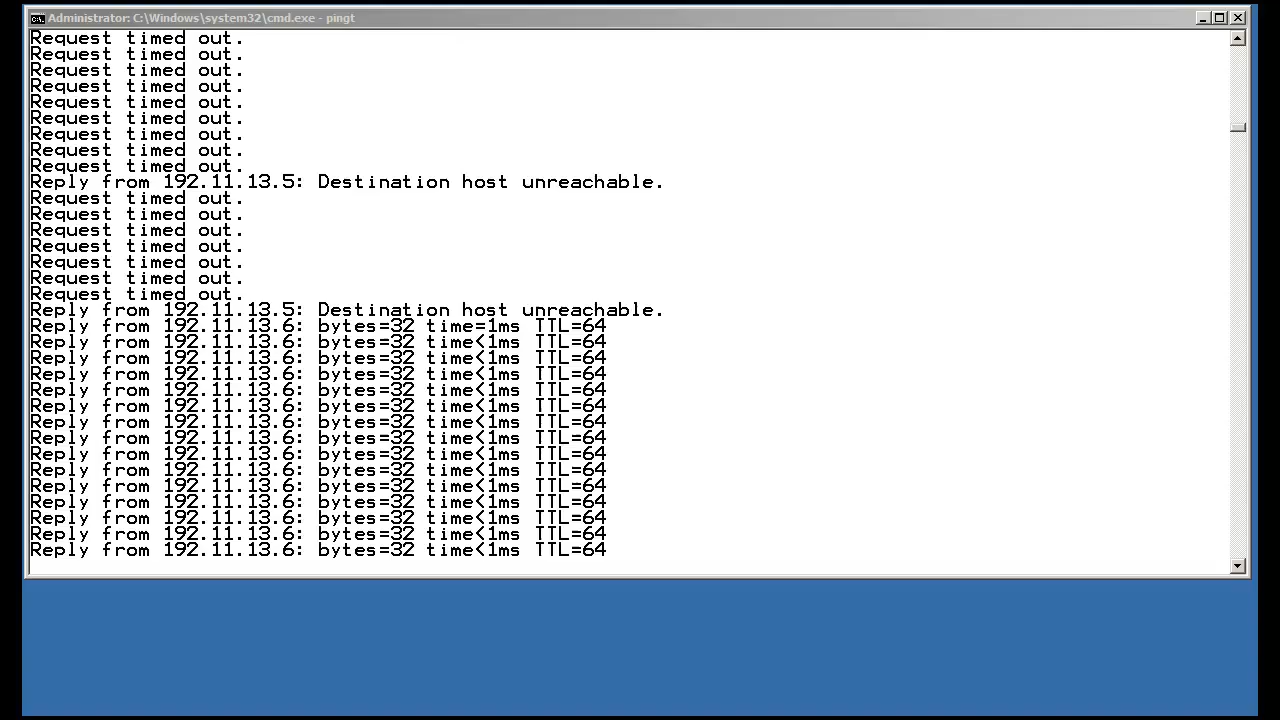 Administrator: C:\Windows\system32\cmd.exe - pingt
Request timed out.
Request timed out.
Request timed out.
Request timed out.
Request timed out.
Request timed out.
Request timed out.
Request timed out.
Request timed out.
Reply from 192.11.13.5: Destination host unreachable.
Request timed out.
Request timed out.
Request timed out.
Request timed out.
Request timed out.
Request timed out.
Request timed out.
Reply from 192.11.13.5: Destination host unreachable.
Reply from 192.11.13.6: bytes=32 time=1ms TTL=64
Reply from 192.11.13.6: bytes=32 time<1ms TTL=64
Reply from 192.11.13.6: bytes=32 time<1ms TTL=64
Reply from 192.11.13.6: bytes=32 time<1ms TTL=64
Reply from 192.11.13.6: bytes=32 time<1ms TTL=64
Reply from 192.11.13.6: bytes=32 time<1ms TTL=64
Reply from 192.11.13.6: bytes=32 time<1ms TTL=64
Reply from 192.11.13.6: bytes=32 time<1ms TTL=64
Reply from 192.11.13.6: bytes=32 time<1ms TTL=64
Reply from 192.11.13.6: bytes=32 time<1ms TTL=64
Reply from 192.11.13.6: bytes=32 time<1ms TTL=64
Reply from 192.11.13.6: bytes=32 time<1ms TTL=64
Reply from 192.11.13.6: bytes=32 time<1ms TTL=64
Reply from 192.11.13.6: bytes=32 time<1ms TTL=64
Reply from 192.11.13.6: bytes=32 time<1ms TTL=64